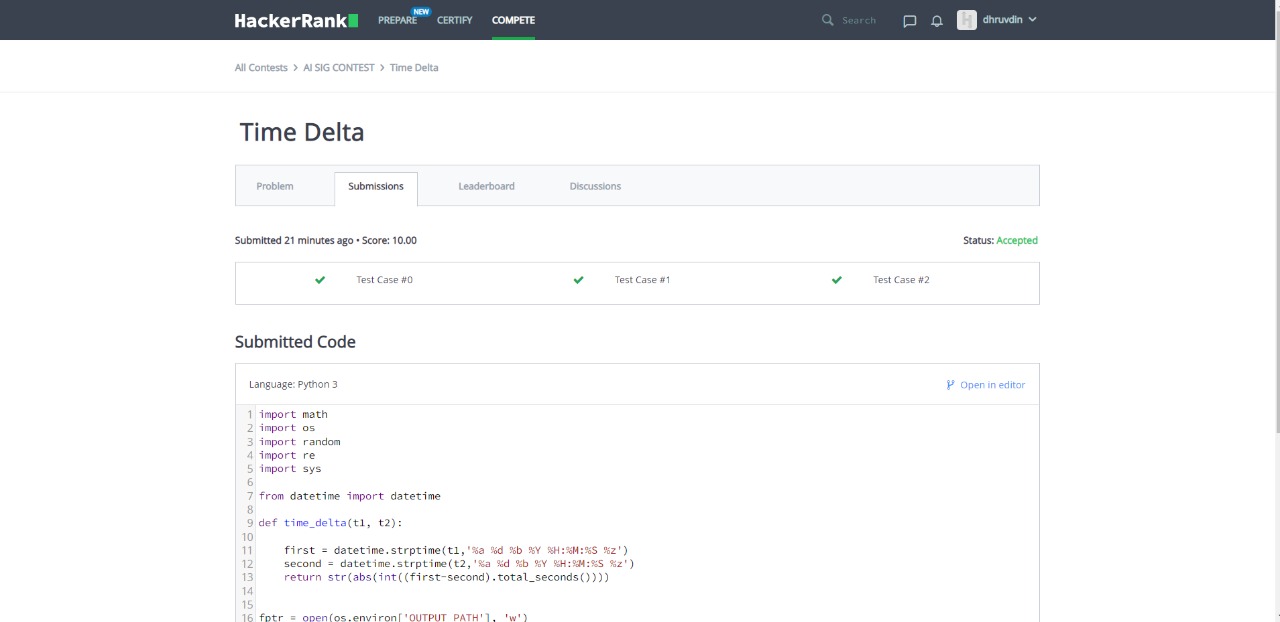 HackerRank PREPARE NEW CERTIFY COMPETE Search dhruvdin
All Contests > AI SIG CONTEST > Time Delta
Time Delta
Problem Submissions Leaderboard Discussions
Submitted 21 minutes ago • Score: 10.00 Status: Accepted
Test Case #0 Test Case #1 Test Case #2
Submitted Code
Language: Python 3 Open in editor
1 import math
2 import os
3 import random
4 import re
5 import sys
6
7 from datetime import datetime
8
9 def time_delta(t1, t2):
10
11     first = datetime.strptime(t1,'%a %d %b %Y %H:%M:%S %z')
12     second = datetime.strptime(t2,'%a %d %b %Y %H:%M:%S %z')
13     return str(abs(int((first-second).total_seconds())))
14
15
16 fptr = open(os.environ['OUTPUT_PATH'], 'w')